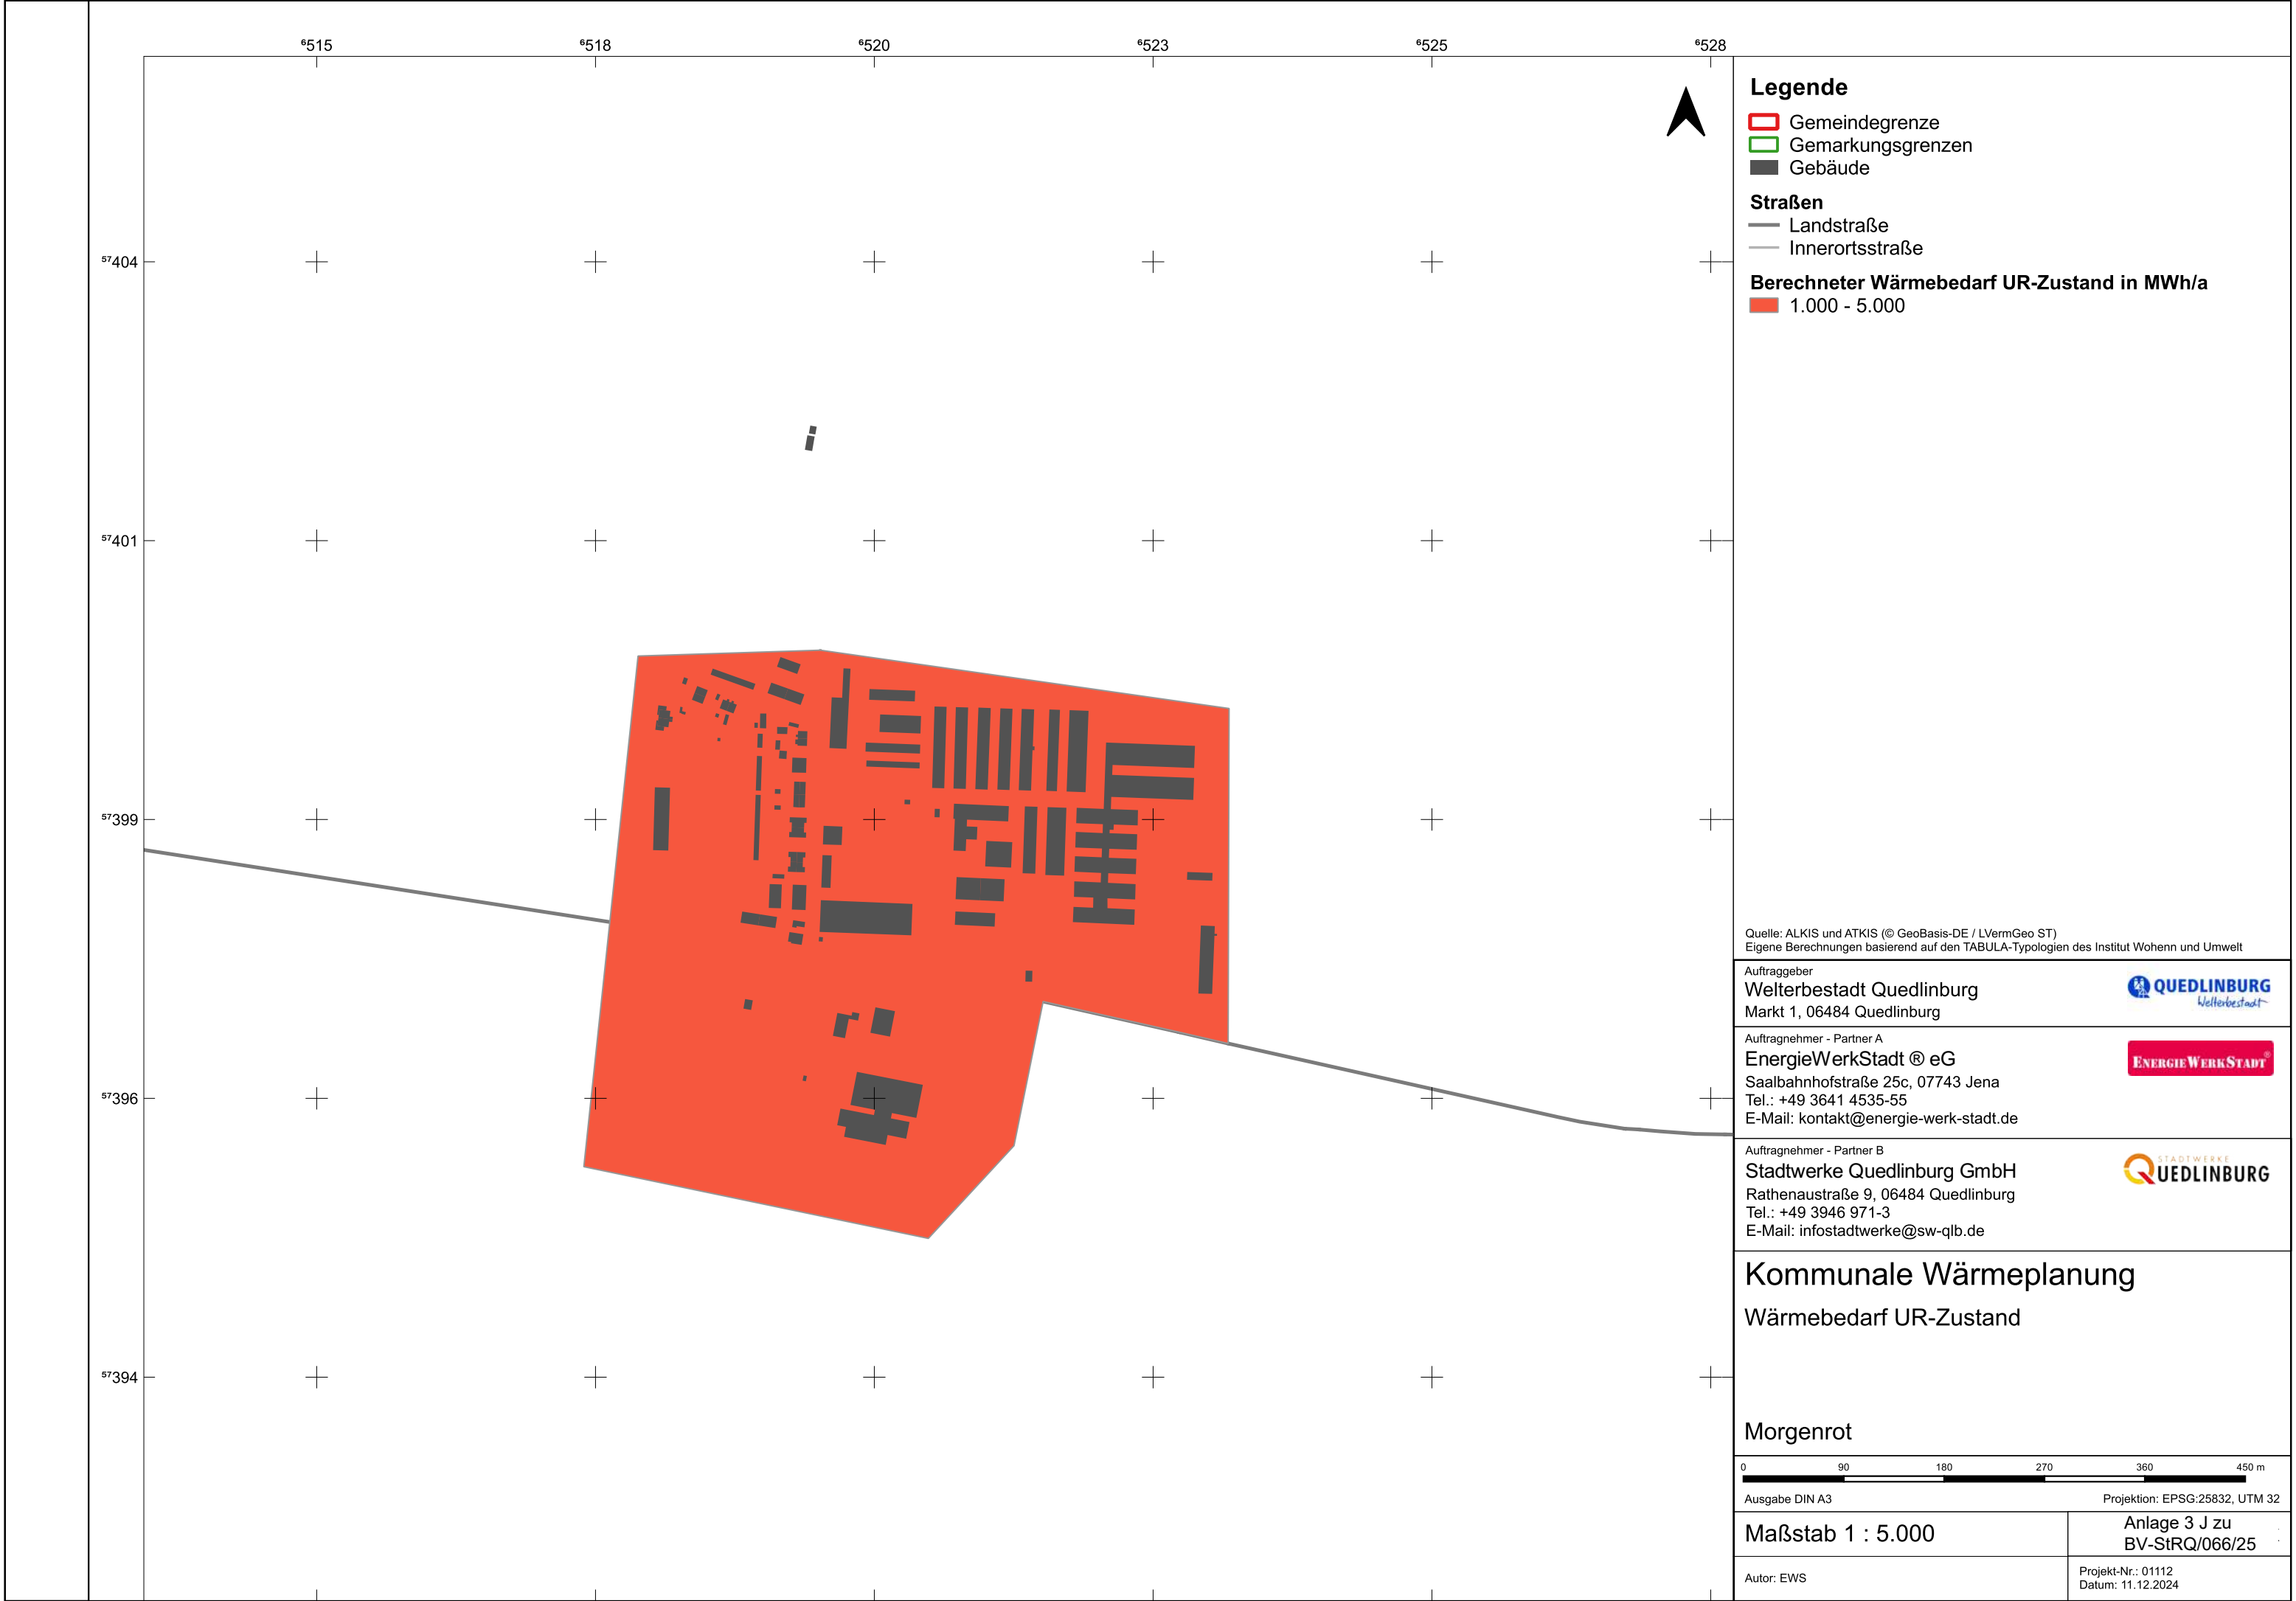 ⁶515 ⁶518 ⁶520 ⁶523 ⁶525 ⁶528
⁵⁷404
⁵⁷401
⁵⁷399
⁵⁷396
⁵⁷394
Legende
Gemeindegrenze
Gemarkungsgrenzen
Gebäude
Straßen
Landstraße
Innerortsstraße
Berechneter Wärmebedarf UR-Zustand in MWh/a
1.000 - 5.000
Quelle: ALKIS und ATKIS (© GeoBasis-DE / LVermGeo ST)
Eigene Berechnungen basierend auf den TABULA-Typologien des Institut Wohenn und Umwelt
Auftraggeber
Welterbestadt Quedlinburg
Markt 1, 06484 Quedlinburg
QUEDLINBURG
Welterbestadt
Auftragnehmer - Partner A
EnergieWerkStadt ® eG
Saalbahnhofstraße 25c, 07743 Jena
Tel.: +49 3641 4535-55
E-Mail: kontakt@energie-werk-stadt.de
ENERGIEWERKSTADT®
Auftragnehmer - Partner B
Stadtwerke Quedlinburg GmbH
Rathenaustraße 9, 06484 Quedlinburg
Tel.: +49 3946 971-3
E-Mail: infostadtwerke@sw-qlb.de
STADTWERKE
QUEDLINBURG
Kommunale Wärmeplanung
Wärmebedarf UR-Zustand
Morgenrot
0 90 180 270 360 450 m
Ausgabe DIN A3 Projektion: EPSG:25832, UTM 32
Maßstab 1 : 5.000
Anlage 3 J zu
BV-StRQ/066/25
Autor: EWS
Projekt-Nr.: 01112
Datum: 11.12.2024